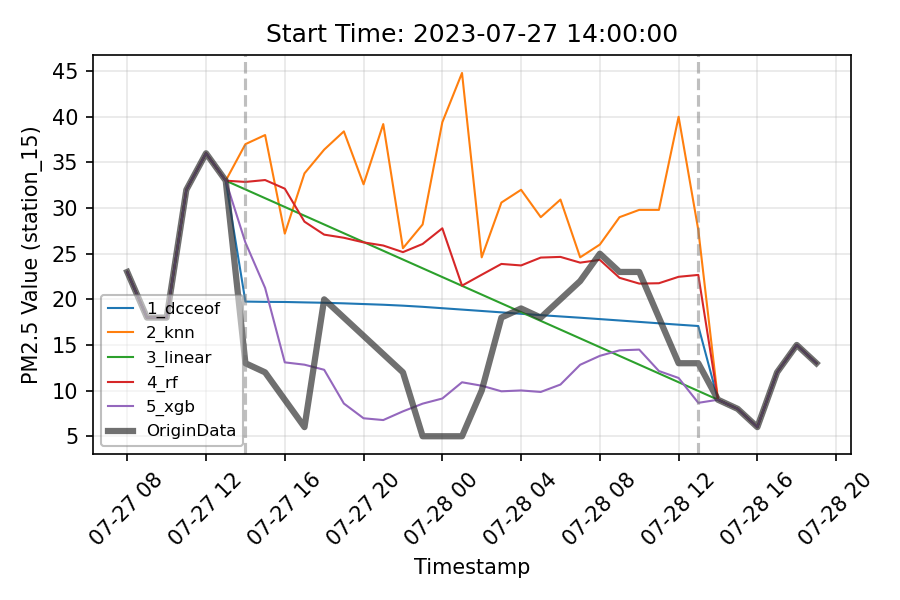 Start Time: 2023-07-27 14:00:00
PM2.5 Value (station_15)
45
40
35
30
25
20
15
10
5
1_dcceof
2_knn
3_linear
4_rf
5_xgb
OriginData
07-27 08
07-27 12
07-27 16
07-27 20
07-28 00
07-28 04
07-28 08
07-28 12
07-28 16
07-28 20
Timestamp